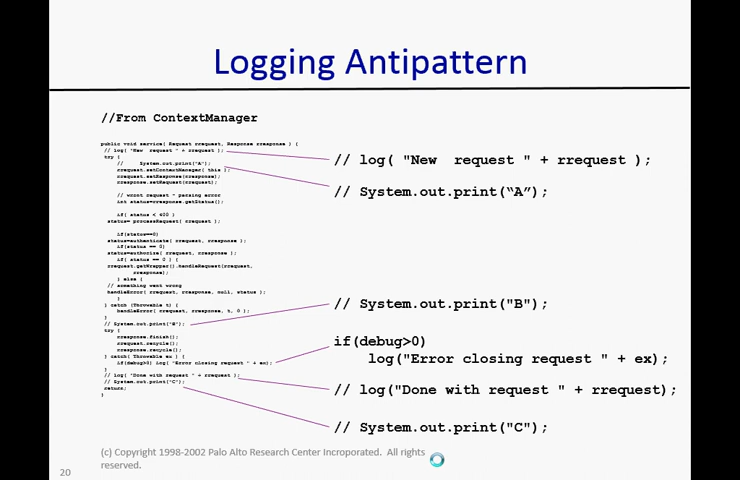 Logging Antipattern
//From ContextManager
public void service( Request rrequest, Response rresponse ) {
// log( "New  request " + rrequest );
try {
//     System.out.print("A");
rrequest.setContextManager( this );
rrequest.setResponse(rresponse);
rresponse.setRequest(rrequest);
// wront request - parsing error
int status=rresponse.getStatus();
if( status < 400 )
status= processRequest( rrequest );
if(status==0)
status=authenticate( rrequest, rresponse );
if(status == 0)
status=authorize( rrequest, rresponse );
if( status == 0 ) {
rrequest.getWrapper().handleRequest(rrequest,
rresponse);
} else {
// something went wrong
handleError( rrequest, rresponse, null, status );
}
} catch (Throwable t) {
handleError( rrequest, rresponse, t, 0 );
}
// System.out.print("B");
try {
rresponse.finish();
rrequest.recycle();
rresponse.recycle();
} catch( Throwable ex ) {
if(debug>0) log( "Error closing request " + ex);
}
// log( "Done with request " + rrequest );
// System.out.print("C");
return;
}
// log( "New  request " + rrequest );
// System.out.print(“A”);
// System.out.print("B");
if(debug>0)
log("Error closing request " + ex);
// log("Done with request " + rrequest);
// System.out.print("C");
(c) Copyright 1998-2002 Palo Alto Research Center Incroporated.  All rights
reserved.
20